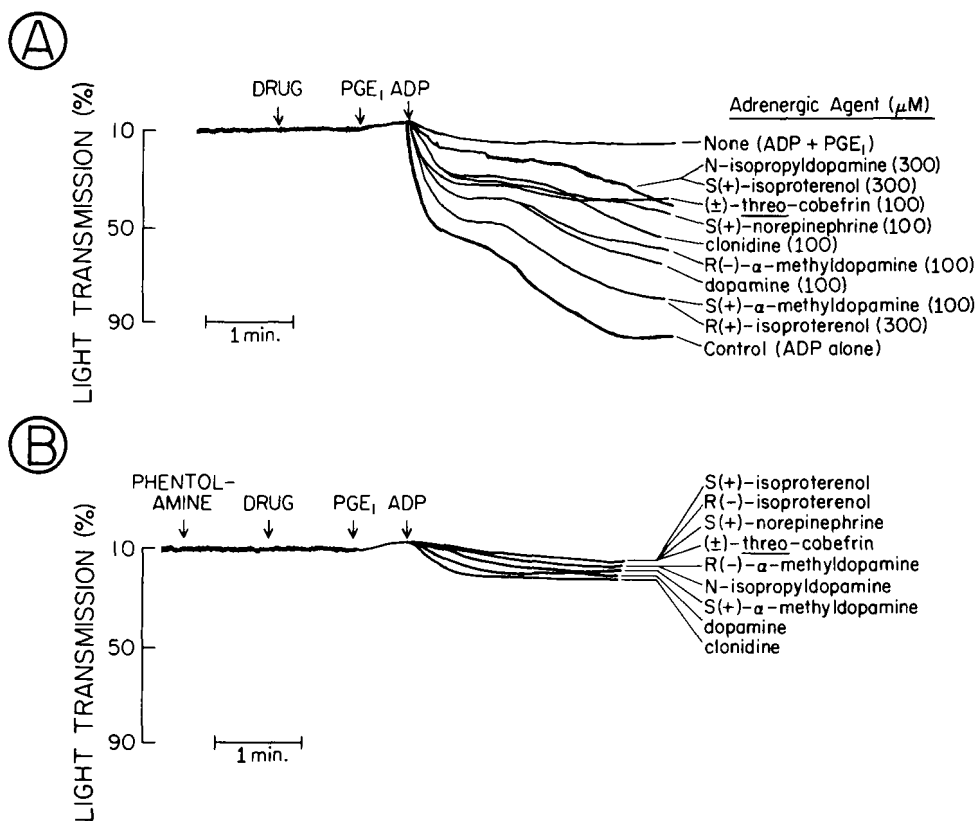 A
LIGHT TRANSMISSION (%)
10
50
90
DRUG
PGE₁
ADP
1 min.
Adrenergic Agent (μM)
None (ADP + PGE₁)
N-isopropyldopamine (300)
S(+)-isoproterenol (300)
(±)-threo-cobefrin (100)
S(+)-norepinephrine (100)
clonidine (100)
R(-)-α-methyldopamine (100)
dopamine (100)
S(+)-α-methyldopamine (100)
R(+)-isoproterenol (300)
Control (ADP alone)
B
LIGHT TRANSMISSION (%)
10
50
90
PHENTOL-
AMINE
DRUG
PGE₁
ADP
1 min.
S(+)-isoproterenol
R(-)-isoproterenol
S(+)-norepinephrine
(±)-threo-cobefrin
R(-)-α-methyldopamine
N-isopropyldopamine
S(+)-α-methyldopamine
dopamine
clonidine